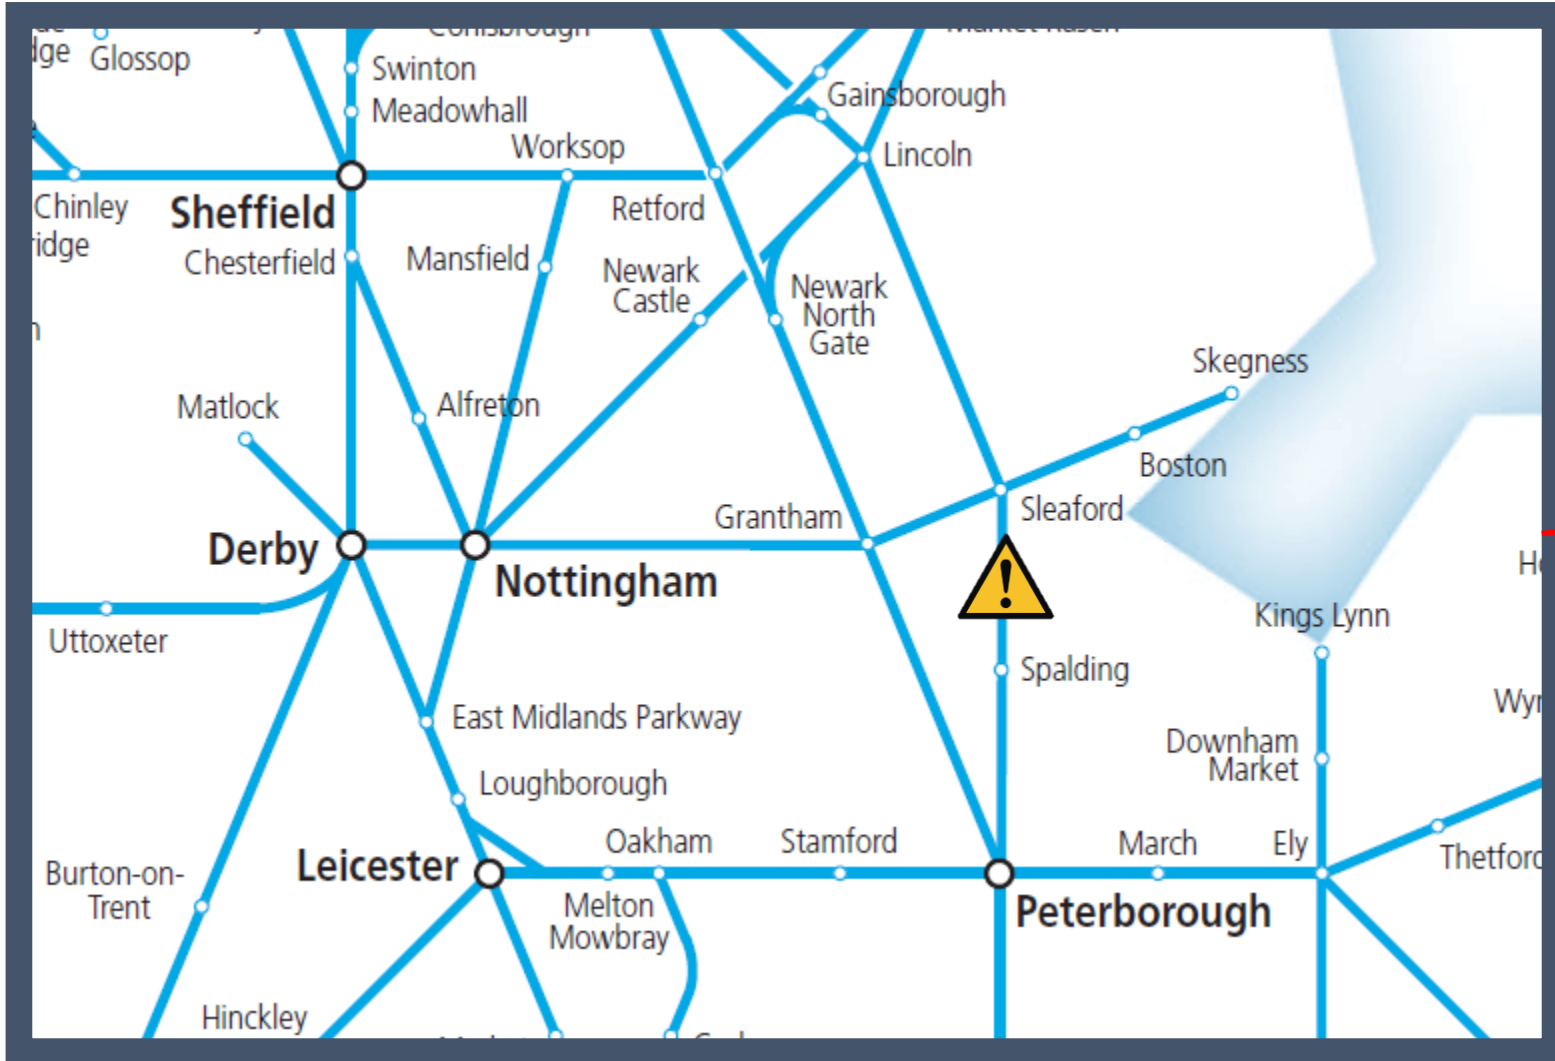 Glossop
Swinton
Meadowhall
Gainsborough
Worksop
Lincoln
Chinley
Sheffield
Retford
Chesterfield
Mansfield
Newark
Castle
Newark
North
Gate
Skegness
Matlock
Alfreton
Boston
Grantham
Sleaford
Derby
Nottingham
!
Kings Lynn
Uttoxeter
Spalding
East Midlands Parkway
Downham
Market
Loughborough
Oakham
Stamford
March
Ely
Leicester
Thetford
Burton-on-
Trent
Melton
Mowbray
Peterborough
Hinckley